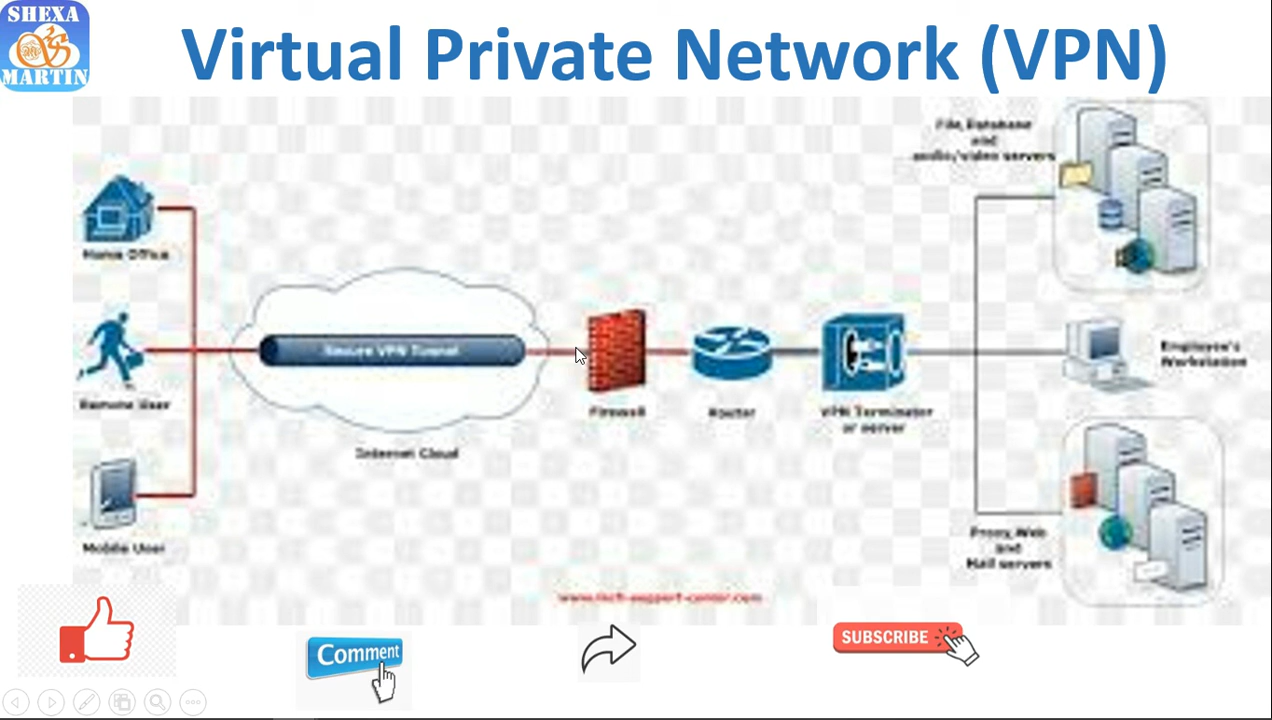 SHEXA
MARTIN
Virtual Private Network (VPN)
File, Database
and
audio/video servers
Home Office
Secure VPN Tunnel
Employee's
Workstation
Remote User
Firewall
Router
VPN Terminator
or server
Internet Cloud
Mobile User
Proxy, Web
and
Mail servers
www.tech-support-center.com
Comment
SUBSCRIBE